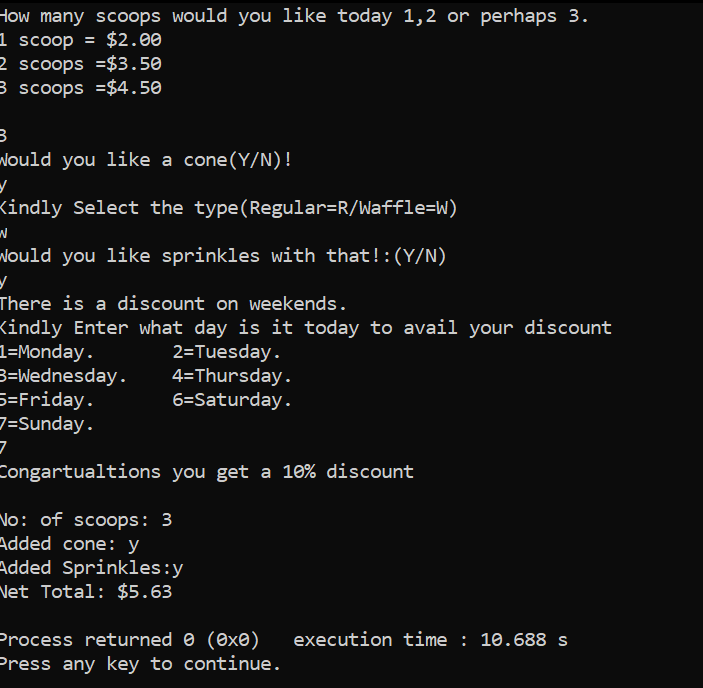 How many scoops would you like today 1,2 or perhaps 3.
1 scoop = $2.00
2 scoops =$3.50
3 scoops =$4.50
3
Would you like a cone(Y/N)!
y
Kindly Select the type(Regular=R/Waffle=W)
w
Would you like sprinkles with that!:(Y/N)
y
There is a discount on weekends.
Kindly Enter what day is it today to avail your discount
1=Monday.       2=Tuesday.
3=Wednesday.    4=Thursday.
5=Friday.       6=Saturday.
7=Sunday.
7
Congartualtions you get a 10% discount
No: of scoops: 3
Added cone: y
Added Sprinkles:y
Net Total: $5.63
Process returned 0 (0x0)   execution time : 10.688 s
Press any key to continue.